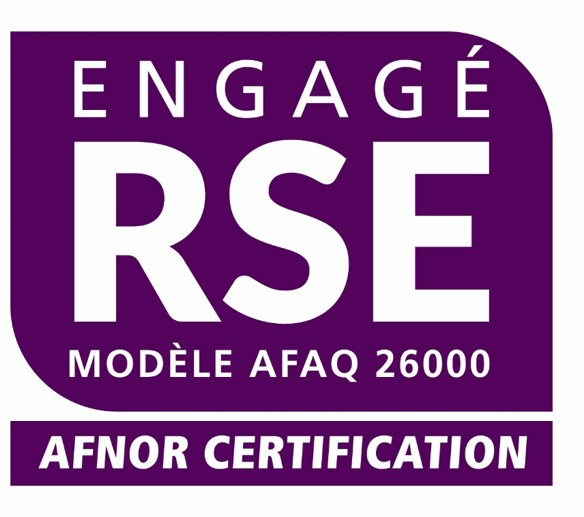 ENGAGÉ
RSE
MODÈLE AFAQ 26000
AFNOR CERTIFICATION